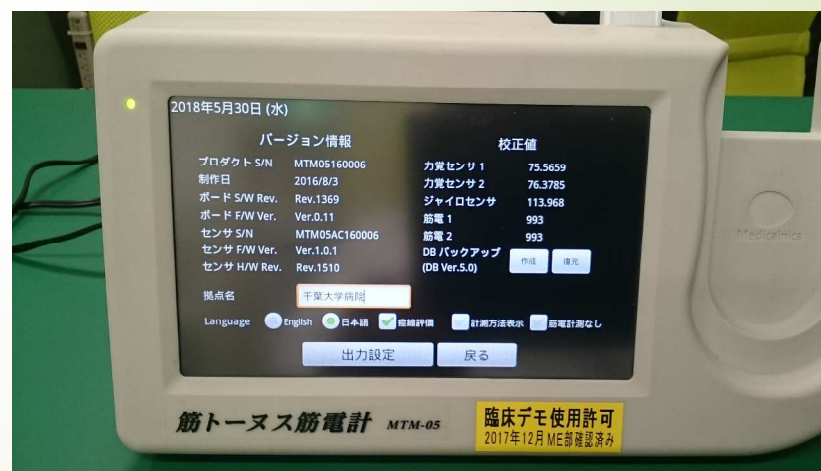 2018年5月30日 (水)
バージョン情報
プロダクト S/N MTM05160006
制作日 2016/8/3
ボード S/W Rev. Rev.1369
ボード F/W Ver. Ver.0.11
センサ S/N MTM05AC160006
センサ F/W Ver. Ver.1.0.1
センサ H/W Rev. Rev.1510
校正値
力覚センサ 1 75.5659
力覚センサ 2 76.3785
ジャイロセンサ 113.968
筋電 1 993
筋電 2 993
DB バックアップ
(DB Ver.5.0)
作成 復元
拠点名 千葉大学病院
Language English 日本語 痙縮評価 計測方法表示 筋電計測なし
出力設定 戻る
筋トーヌス筋電計 MTM-05
臨床デモ使用許可
2017年12月 ME部確認済み
Medicalnics